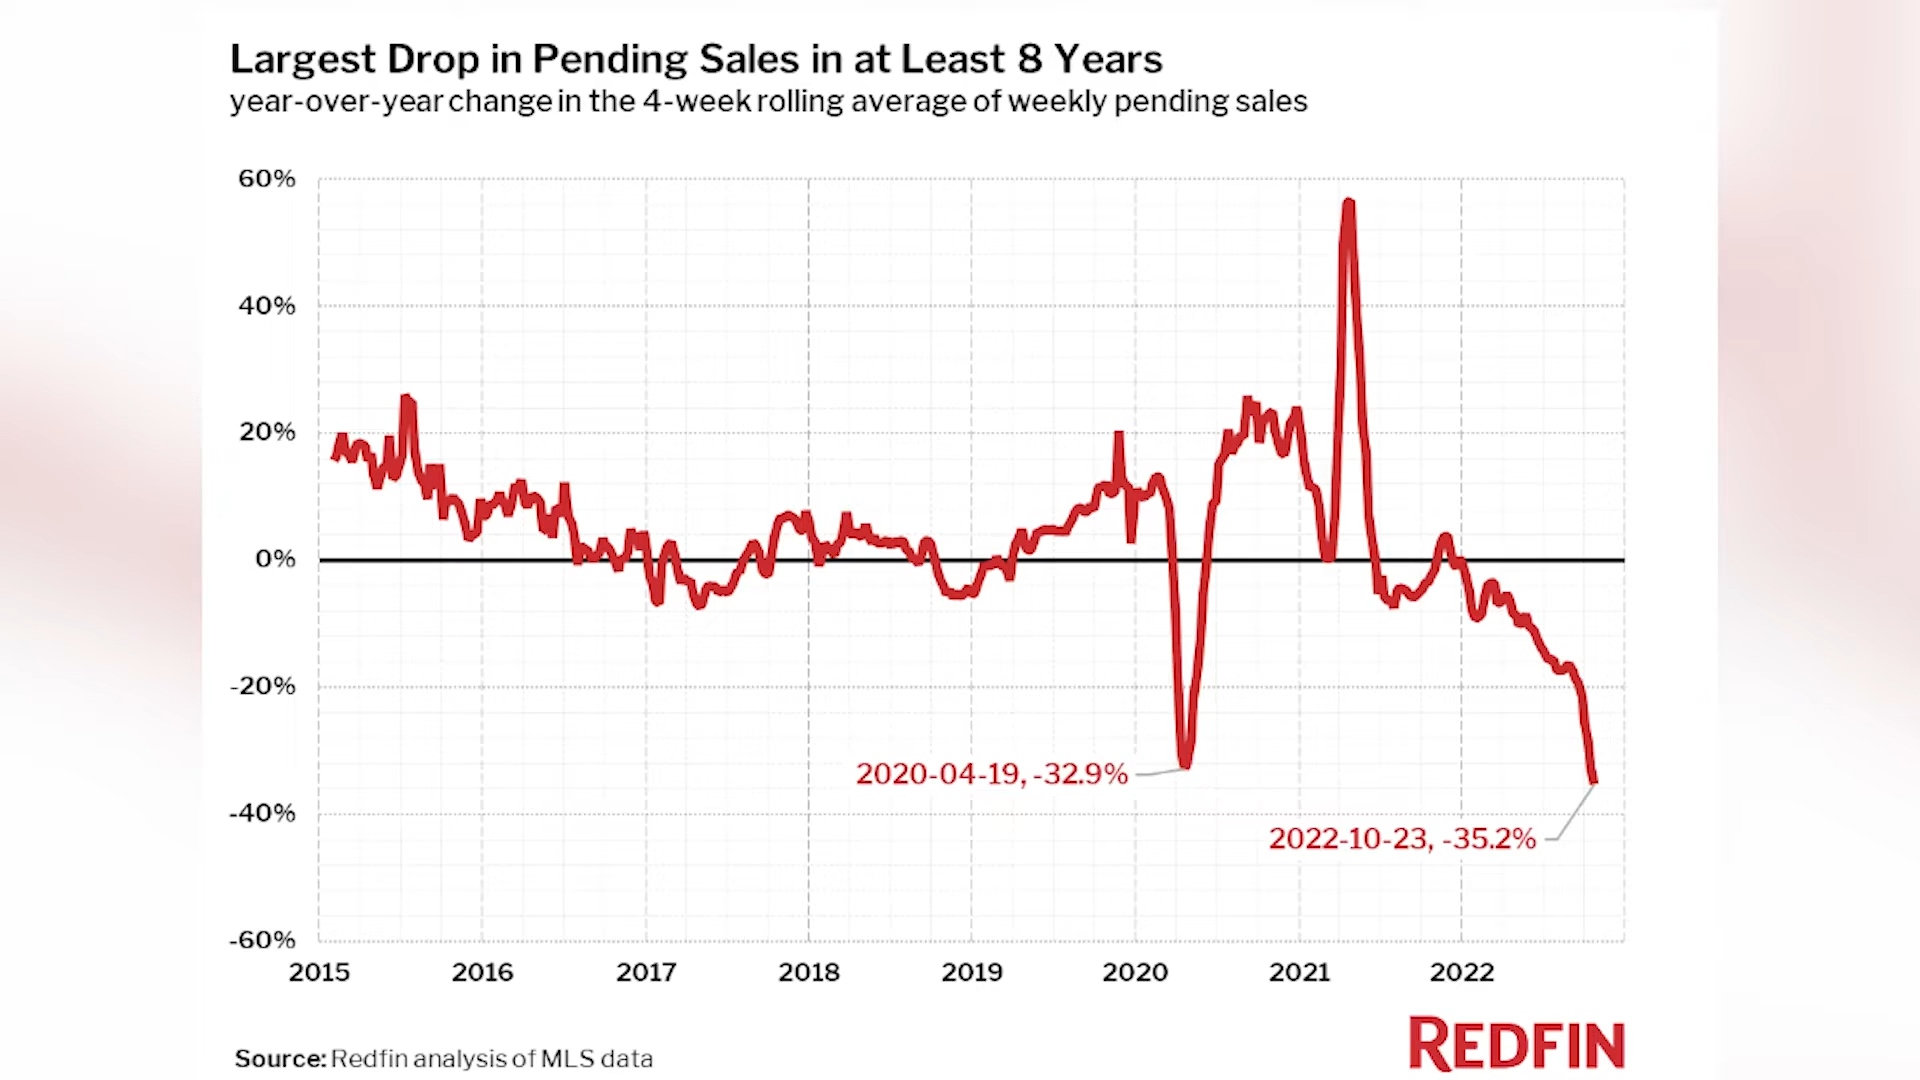 Largest Drop in Pending Sales in at Least 8 Years
year-over-year change in the 4-week rolling average of weekly pending sales
60%
40%
20%
0%
-20%
-40%
-60%
2020-04-19, -32.9%
2022-10-23, -35.2%
2015 2016 2017 2018 2019 2020 2021 2022
Source: Redfin analysis of MLS data
REDFIN